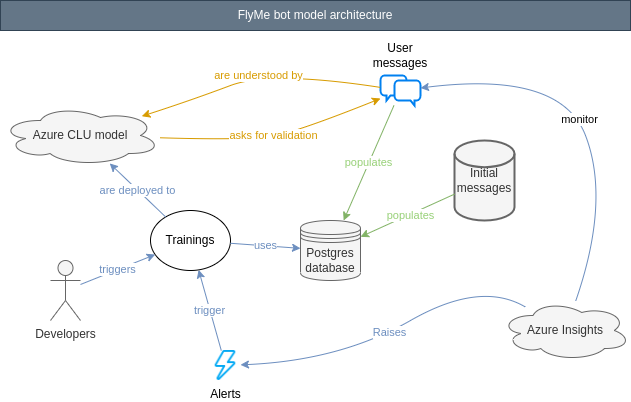 FlyMe bot model architecture
User
messages
are understood by
Azure CLU model
asks for validation
monitor
populates
Initial
messages
are deployed to
populates
Trainings
uses
Postgres
database
triggers
trigger
Developers
Raises
Azure Insights
Alerts